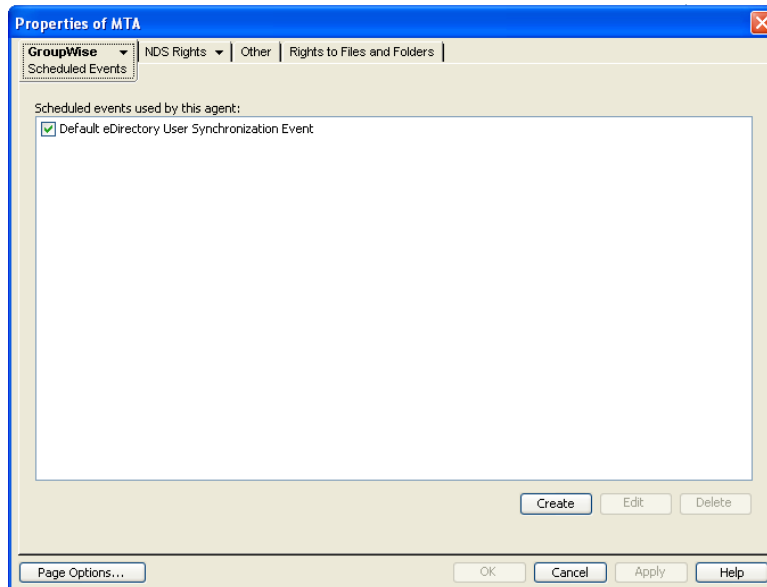 Properties of MTA
GroupWise NDS Rights Other Rights to Files and Folders
Scheduled Events
Scheduled events used by this agent:
Default eDirectory User Synchronization Event
Create Edit Delete
Page Options... OK Cancel Apply Help